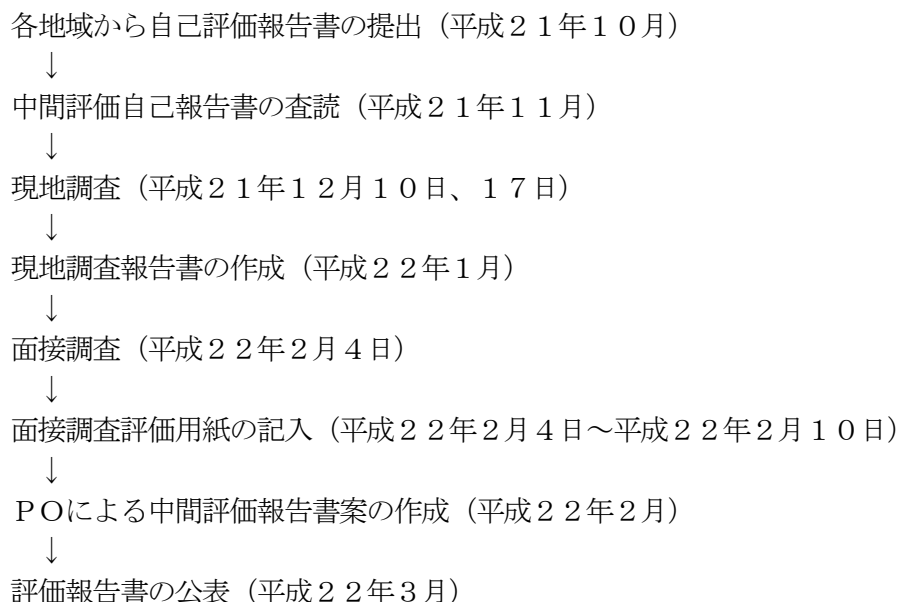 各地域から自己評価報告書の提出（平成２１年１０月）
↓
中間評価自己報告書の査読（平成２１年１１月）
↓
現地調査（平成２１年１２月１０日、１７日）
↓
現地調査報告書の作成（平成２２年１月）
↓
面接調査（平成２２年２月４日）
↓
面接調査評価用紙の記入（平成２２年２月４日～平成２２年２月１０日）
↓
ＰＯによる中間評価報告書案の作成（平成２２年２月）
↓
評価報告書の公表（平成２２年３月）